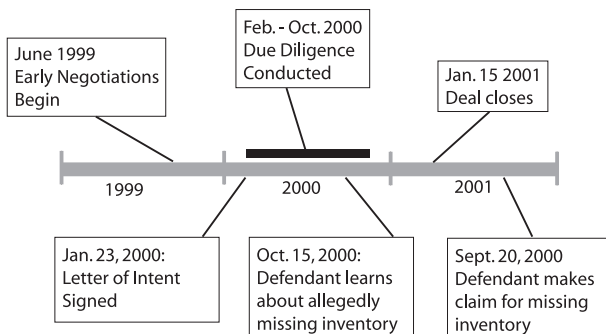 June 1999
Early Negotiations
Begin
Feb. - Oct. 2000
Due Diligence
Conducted
Jan. 15 2001
Deal closes
1999
2000
2001
Jan. 23, 2000:
Letter of Intent
Signed
Oct. 15, 2000:
Defendant learns
about allegedly
missing inventory
Sept. 20, 2000
Defendant makes
claim for missing
inventory